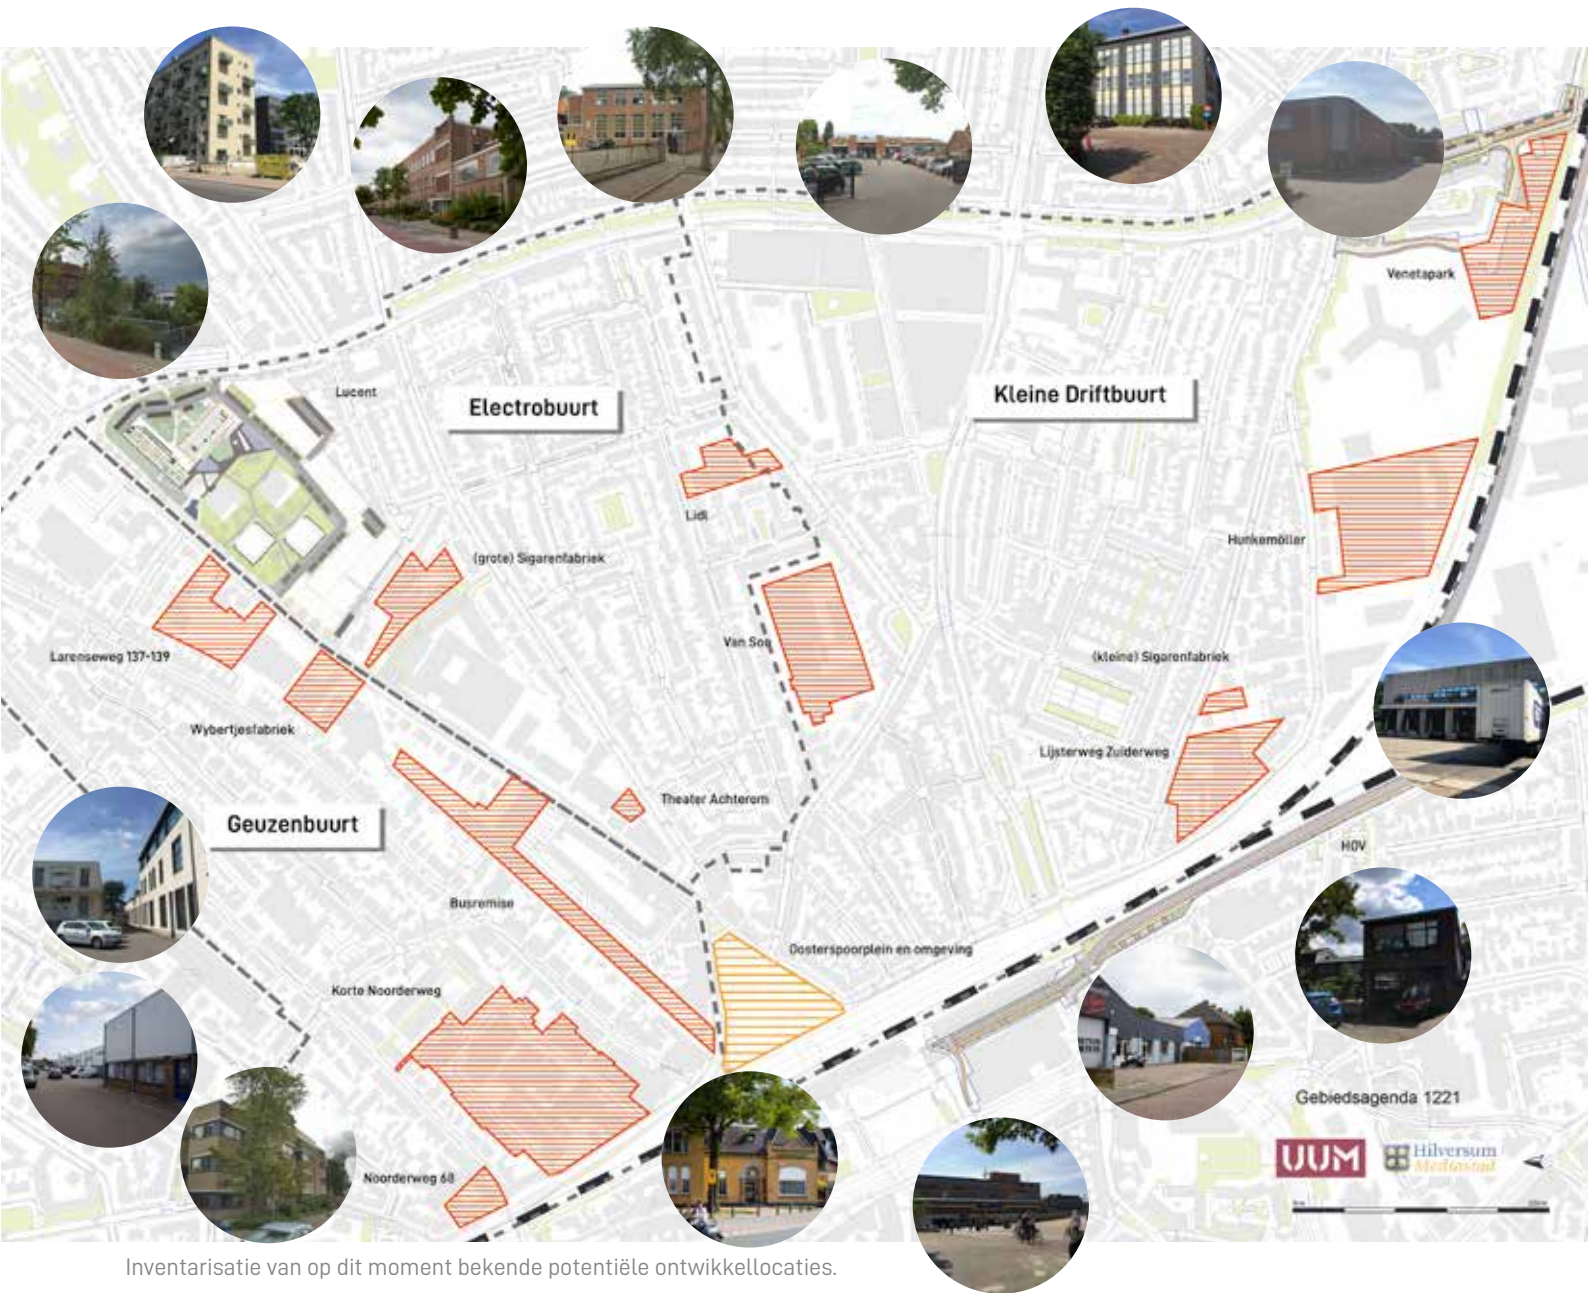 Venetapark
Lucent
Electrobuurt
Kleine Driftbuurt
Lidl
Hunkemöller
(grote) Sigarenfabriek
Van Son
Larenseweg 137-139
(kleine) Sigarenfabriek
Wybertjesfabriek
Lijsterweg Zuiderweg
Theater Achterom
Geuzenbuurt
HOV
Busremise
Oosterspoorplein en omgeving
Korte Noorderweg
Gebiedsagenda 1221
UUM
Hilversum
Mediastad
Noorderweg 68
Inventarisatie van op dit moment bekende potentiële ontwikkellocaties.